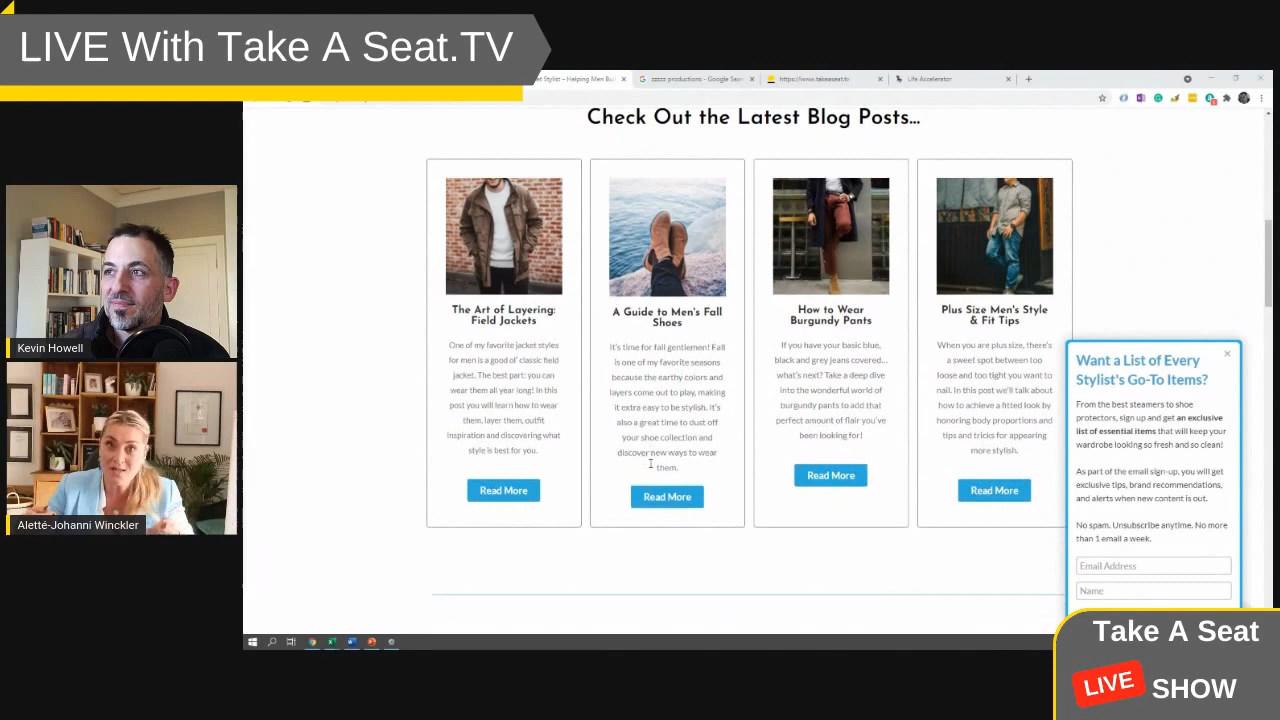 LIVE With Take A Seat.TV
et Stylist – Helping Men Bu
zzzzz productions - Google Sear
https://www.takeaseat.tv
Life Accelerator
Check Out the Latest Blog Posts...
The Art of Layering:
Field Jackets
One of my favorite jacket styles
for men is a good ol' classic field
jacket. The best part: you can
wear them all year long! In this
post you will learn how to wear
them, layer them, outfit
inspiration and discovering what
style is best for you.
Read More
A Guide to Men's Fall
Shoes
It's time for fall gentlemen! Fall
is one of my favorite seasons
because the earthy colors and
layers come out to play, making
it extra easy to be stylish. It's
also a great time to dust off
your shoe collection and
discover new ways to wear
them.
Read More
How to Wear
Burgundy Pants
If you have your basic blue,
black and grey jeans covered...
what's next? Take a deep dive
into the wonderful world of
burgundy pants to add that
perfect amount of flair you've
been looking for!
Read More
Plus Size Men's Style
& Fit Tips
When you are plus size, there's
a sweet spot between too
loose and too tight you want to
nail. In this post we'll talk about
how to achieve a fitted look by
honoring body proportions and
tips and tricks for appearing
more stylish.
Read More
Want a List of Every
Stylist's Go-To Items?
From the best steamers to shoe
protectors, sign up and get an exclusive
list of essential items that will keep your
wardrobe looking so fresh and so clean!
As part of the email sign-up, you will get
exclusive tips, brand recommendations,
and alerts when new content is out.
No spam. Unsubscribe anytime. No more
than 1 email a week.
Email Address
Name
Kevin Howell
Aletté-Johanni Winckler
Take A Seat
LIVE SHOW